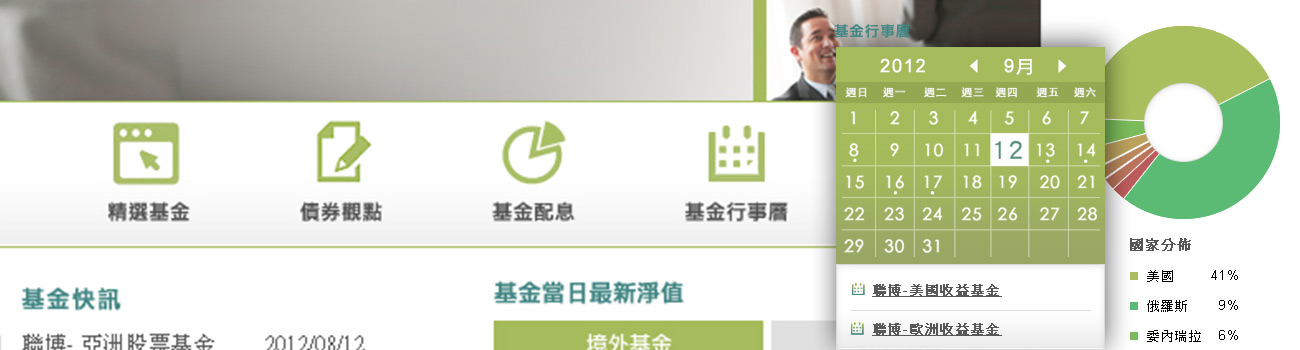 基金行事層
2012 9月
週日 週一 週二 週三 週四 週五 週六
1 2 3 4 5 6 7
8 9 10 11 12 13 14
15 16 17 18 19 20 21
22 23 24 25 26 27 28
29 30 31
精選基金 債券觀點 基金配息 基金行事層
基金快訊
聯博- 亞洲股票基金 2012/08/12
基金當日最新淨值
境外基金
聯博-美國收益基金
聯博-歐洲收益基金
國家分佈
美國 41%
俄羅斯 9%
委內瑞拉 6%